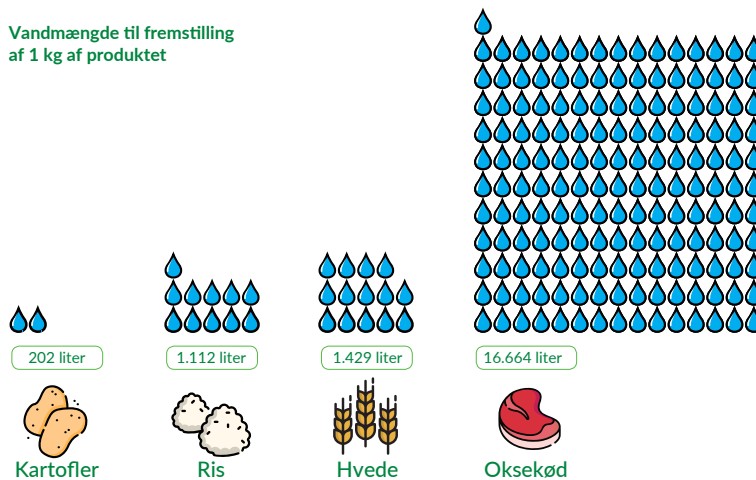 Vandmængde til fremstilling
af 1 kg af produktet
202 liter
1.112 liter
1.429 liter
16.664 liter
Kartofler
Ris
Hvede
Oksekød